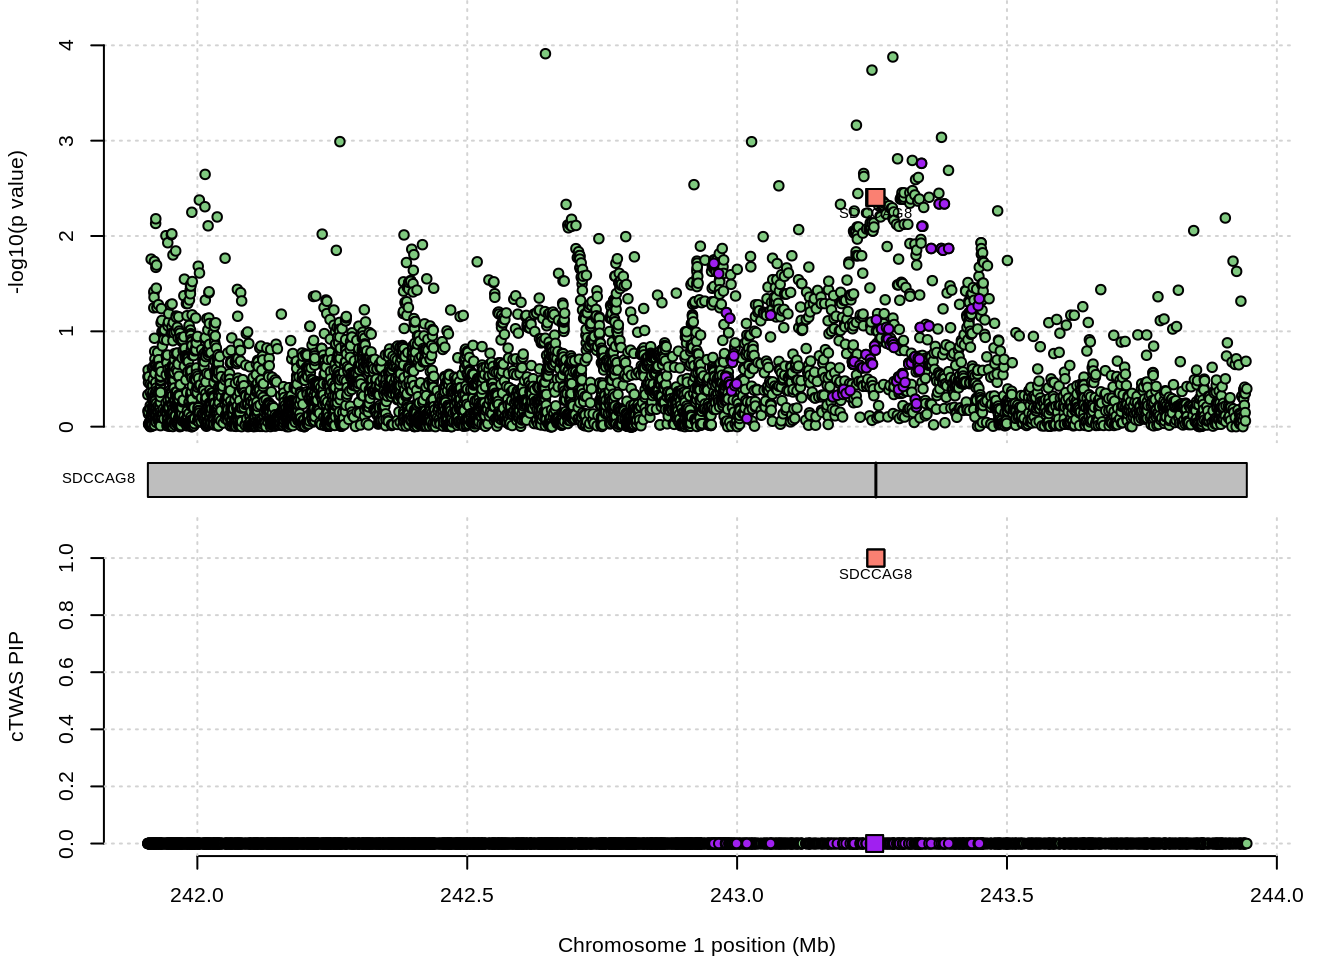 4
3
2
1
0
-log10(p value)
SDCCAG8
SDCCAG8
1.0
0.8
0.6
0.4
0.2
0.0
cTWAS PIP
SDCCAG8
242.0 242.5 243.0 243.5 244.0
Chromosome 1 position (Mb)